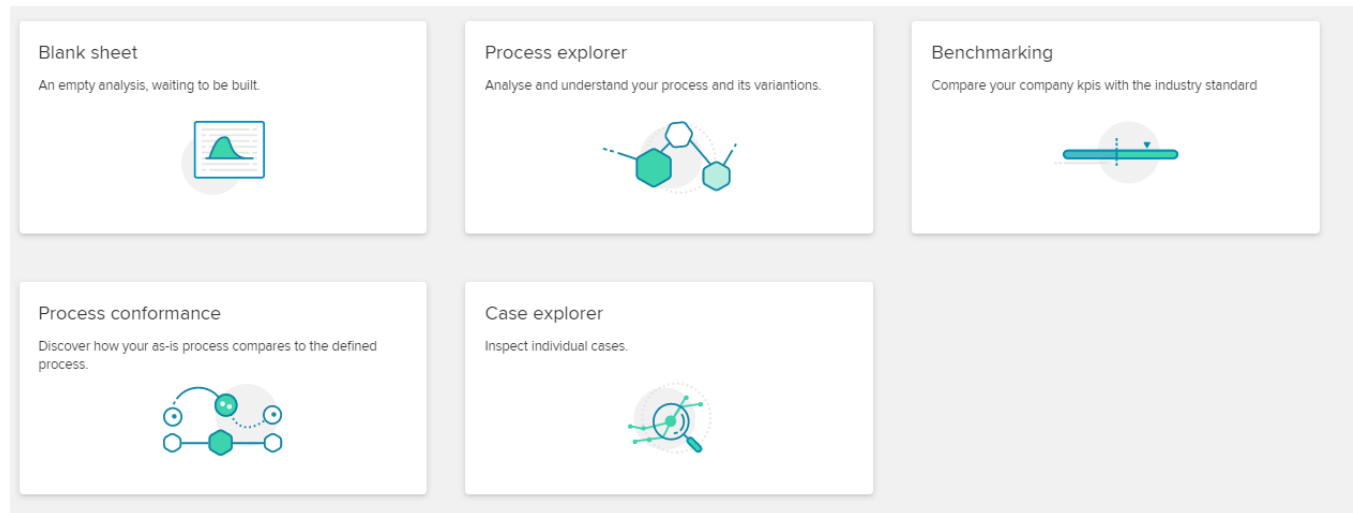 Blank sheet
An empty analysis, waiting to be built.
Process explorer
Analyse and understand your process and its variantions.
Benchmarking
Compare your company kpis with the industry standard
Process conformance
Discover how your as-is process compares to the defined
process.
Case explorer
Inspect individual cases.